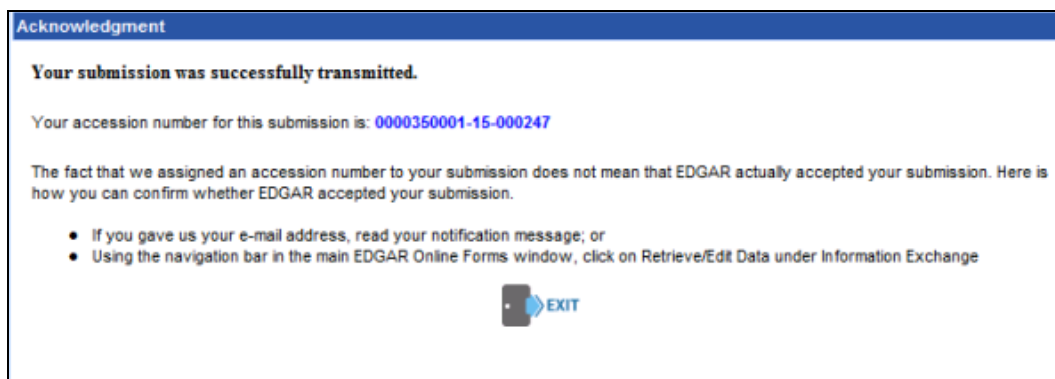 Acknowledgment
Your submission was successfully transmitted.
Your accession number for this submission is: 0000350001-15-000247
The fact that we assigned an accession number to your submission does not mean that EDGAR actually accepted your submission. Here is
how you can confirm whether EDGAR accepted your submission.
● If you gave us your e-mail address, read your notification message; or
● Using the navigation bar in the main EDGAR Online Forms window, click on Retrieve/Edit Data under Information Exchange
EXIT